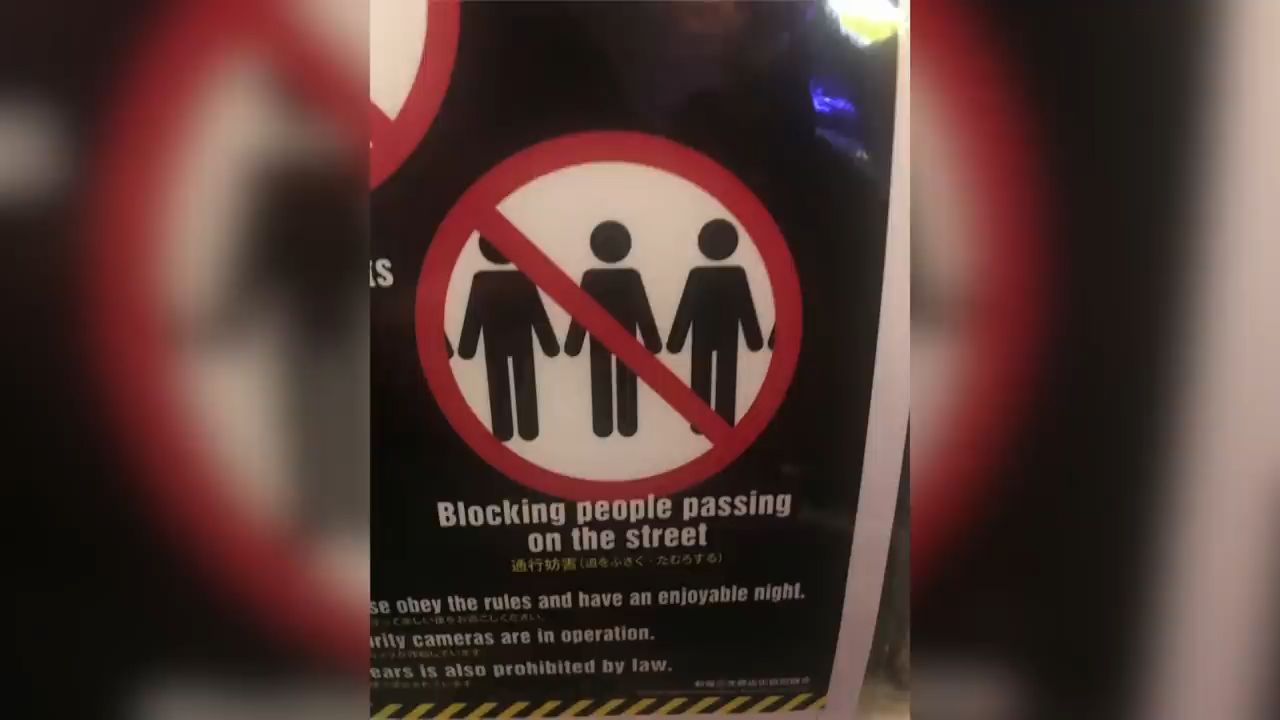 ks
Blocking people passing
on the street
通行妨害(道をふさぐ・たむろする)
se obey the rules and have an enjoyable night.
rity cameras are in operation.
ears is also prohibited by law.